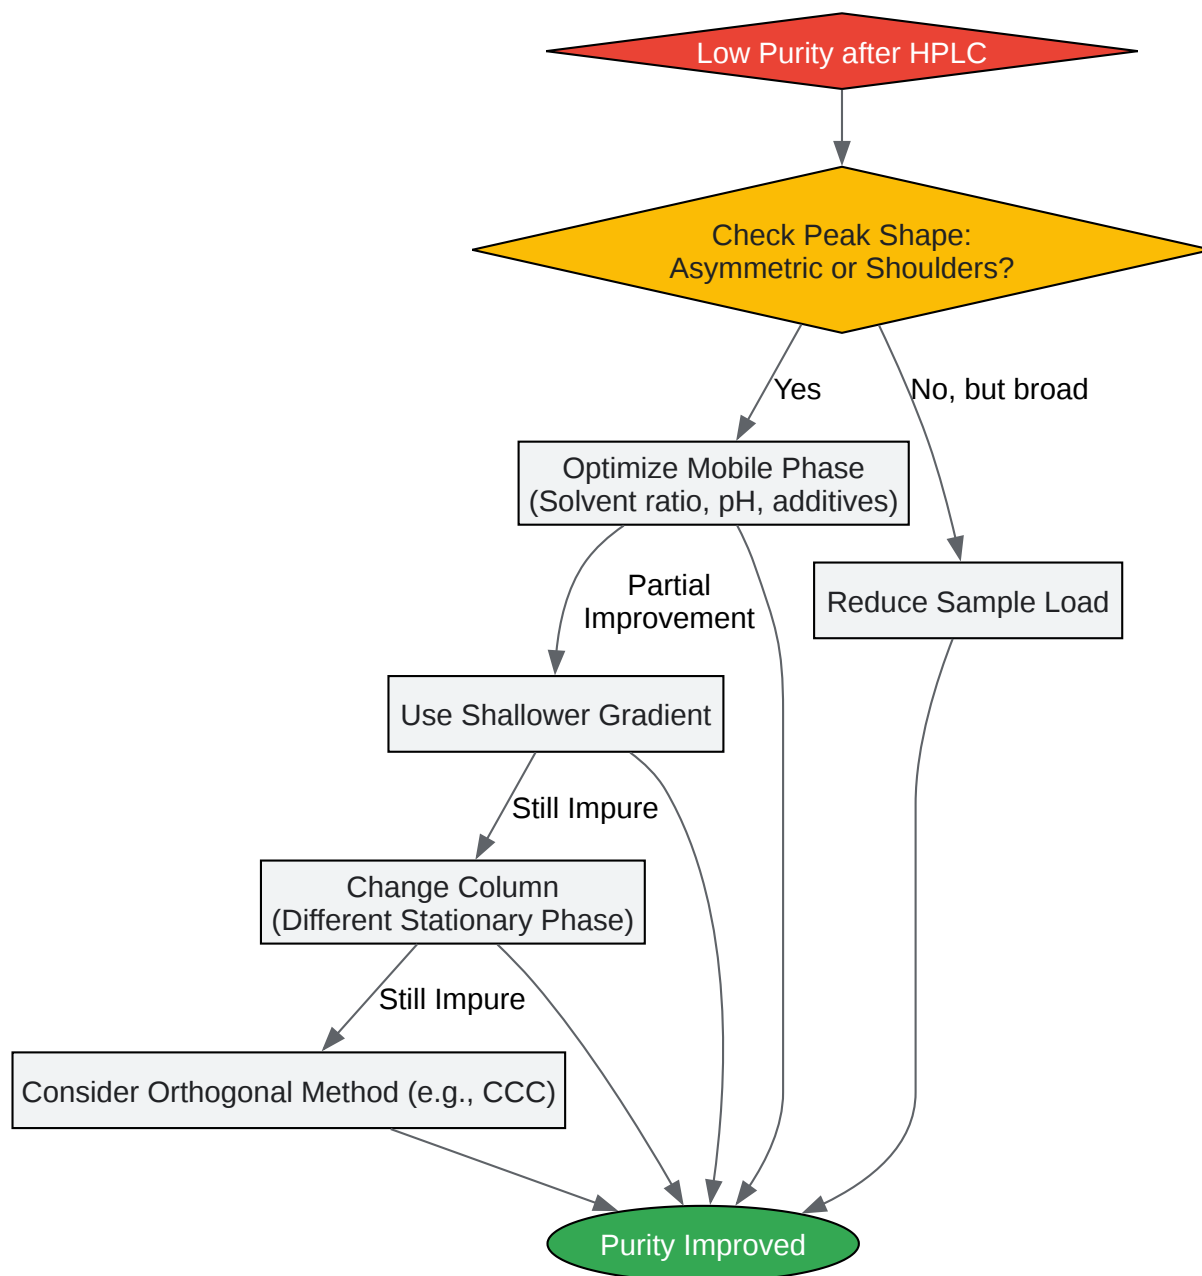 Low Purity after HPLC
Check Peak Shape:
Asymmetric or Shoulders?
Yes
No, but broad
Optimize Mobile Phase
(Solvent ratio, pH, additives)
Partial
Improvement
Reduce Sample Load
Use Shallower Gradient
Still Impure
Change Column
(Different Stationary Phase)
Still Impure
Consider Orthogonal Method (e.g., CCC)
Purity Improved